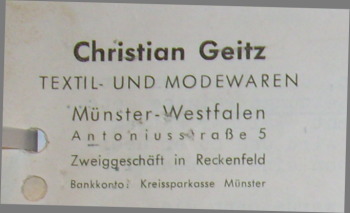 Christian Geitz
TEXTIL- UND MODEWAREN
Münster-Westfalen
Antoniusstraße 5
Zweiggeschäft in Reckenfeld
Bankkonto: Kreissparkasse Münster